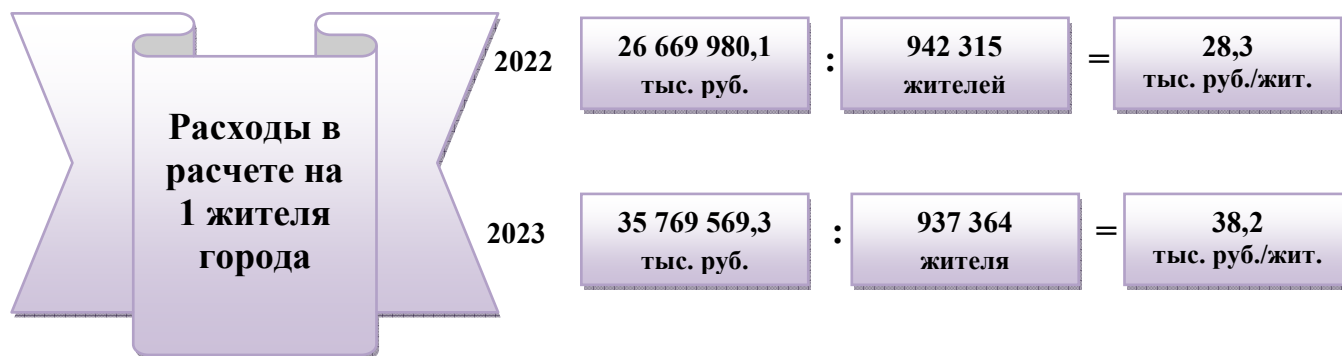 Расходы в
расчете на
1 жителя
города
2022
26 669 980,1
тыс. руб.
:
942 315
жителей
=
28,3
тыс. руб./жит.
2023
35 769 569,3
тыс. руб.
:
937 364
жителя
=
38,2
тыс. руб./жит.